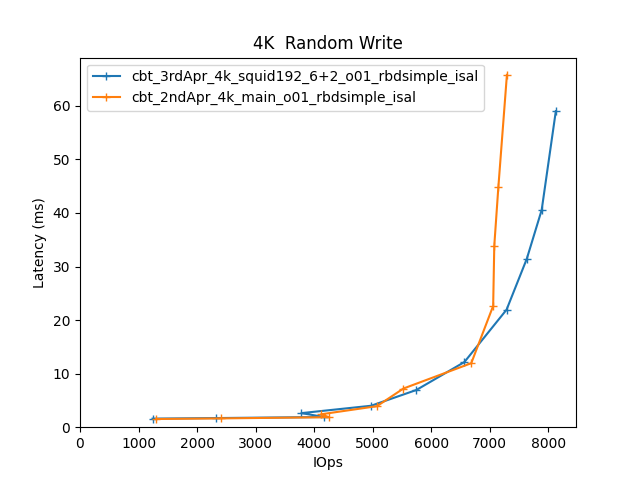 4K  Random Write
cbt_3rdApr_4k_squid192_6+2_o01_rbdsimple_isal
cbt_2ndApr_4k_main_o01_rbdsimple_isal
Latency (ms)
60
50
40
30
20
10
0
0 1000 2000 3000 4000 5000 6000 7000 8000
IOps